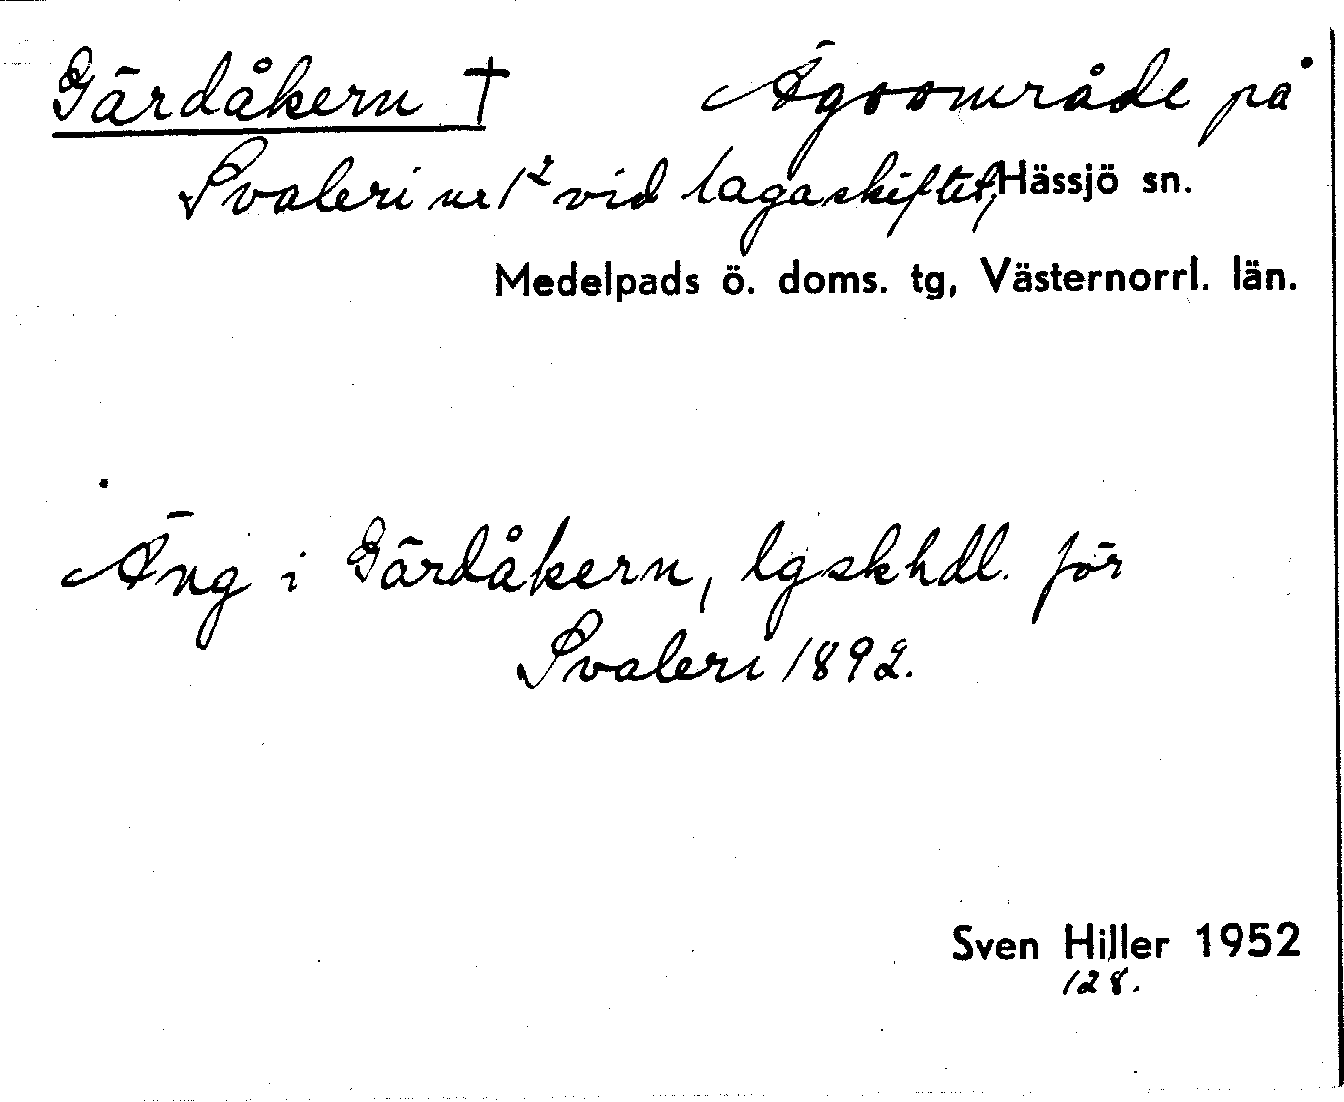 Gärdåkern † Ägoområde på
Svaleri nr 1² vid lagaskiftet, Hässjö sn.
Medelpads ö. doms. tg, Västernorrl. län.
Äng i Gärdåkern, lgskhdl. för
Svaleri 1892.
Sven Hiller 1952
128.